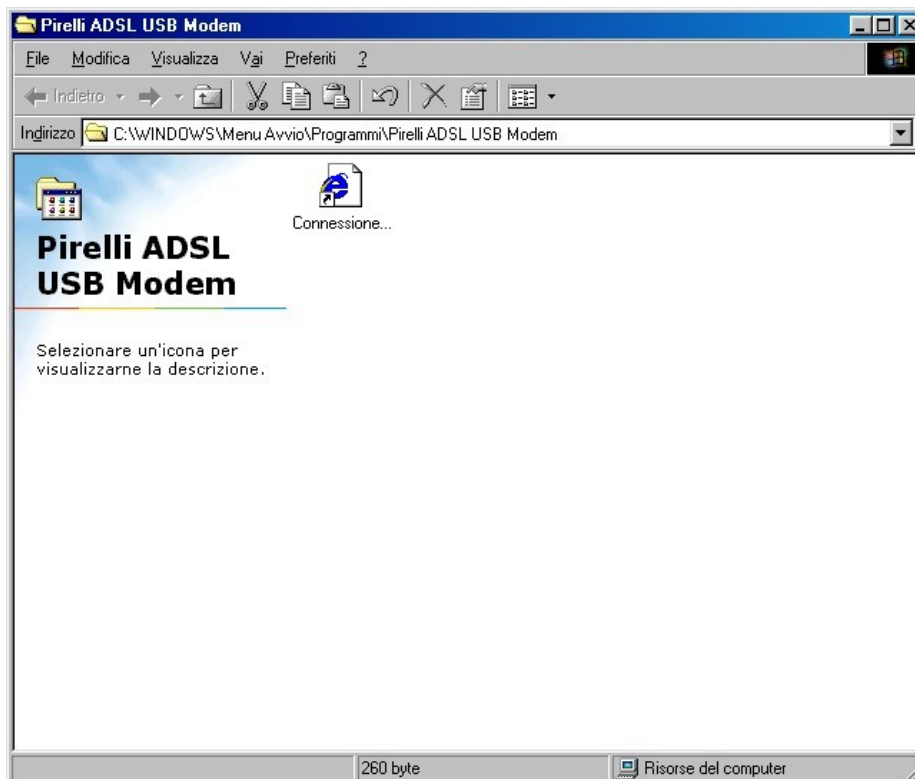 Pirelli ADSL USB Modem
File Modifica Visualizza Vai Preferiti ?
Indietro
Indirizzo C:\WINDOWS\Menu Avvio\Programmi\Pirelli ADSL USB Modem
Pirelli ADSL
USB Modem
Selezionare un'icona per
visualizzarne la descrizione.
Connessione...
260 byte Risorse del computer